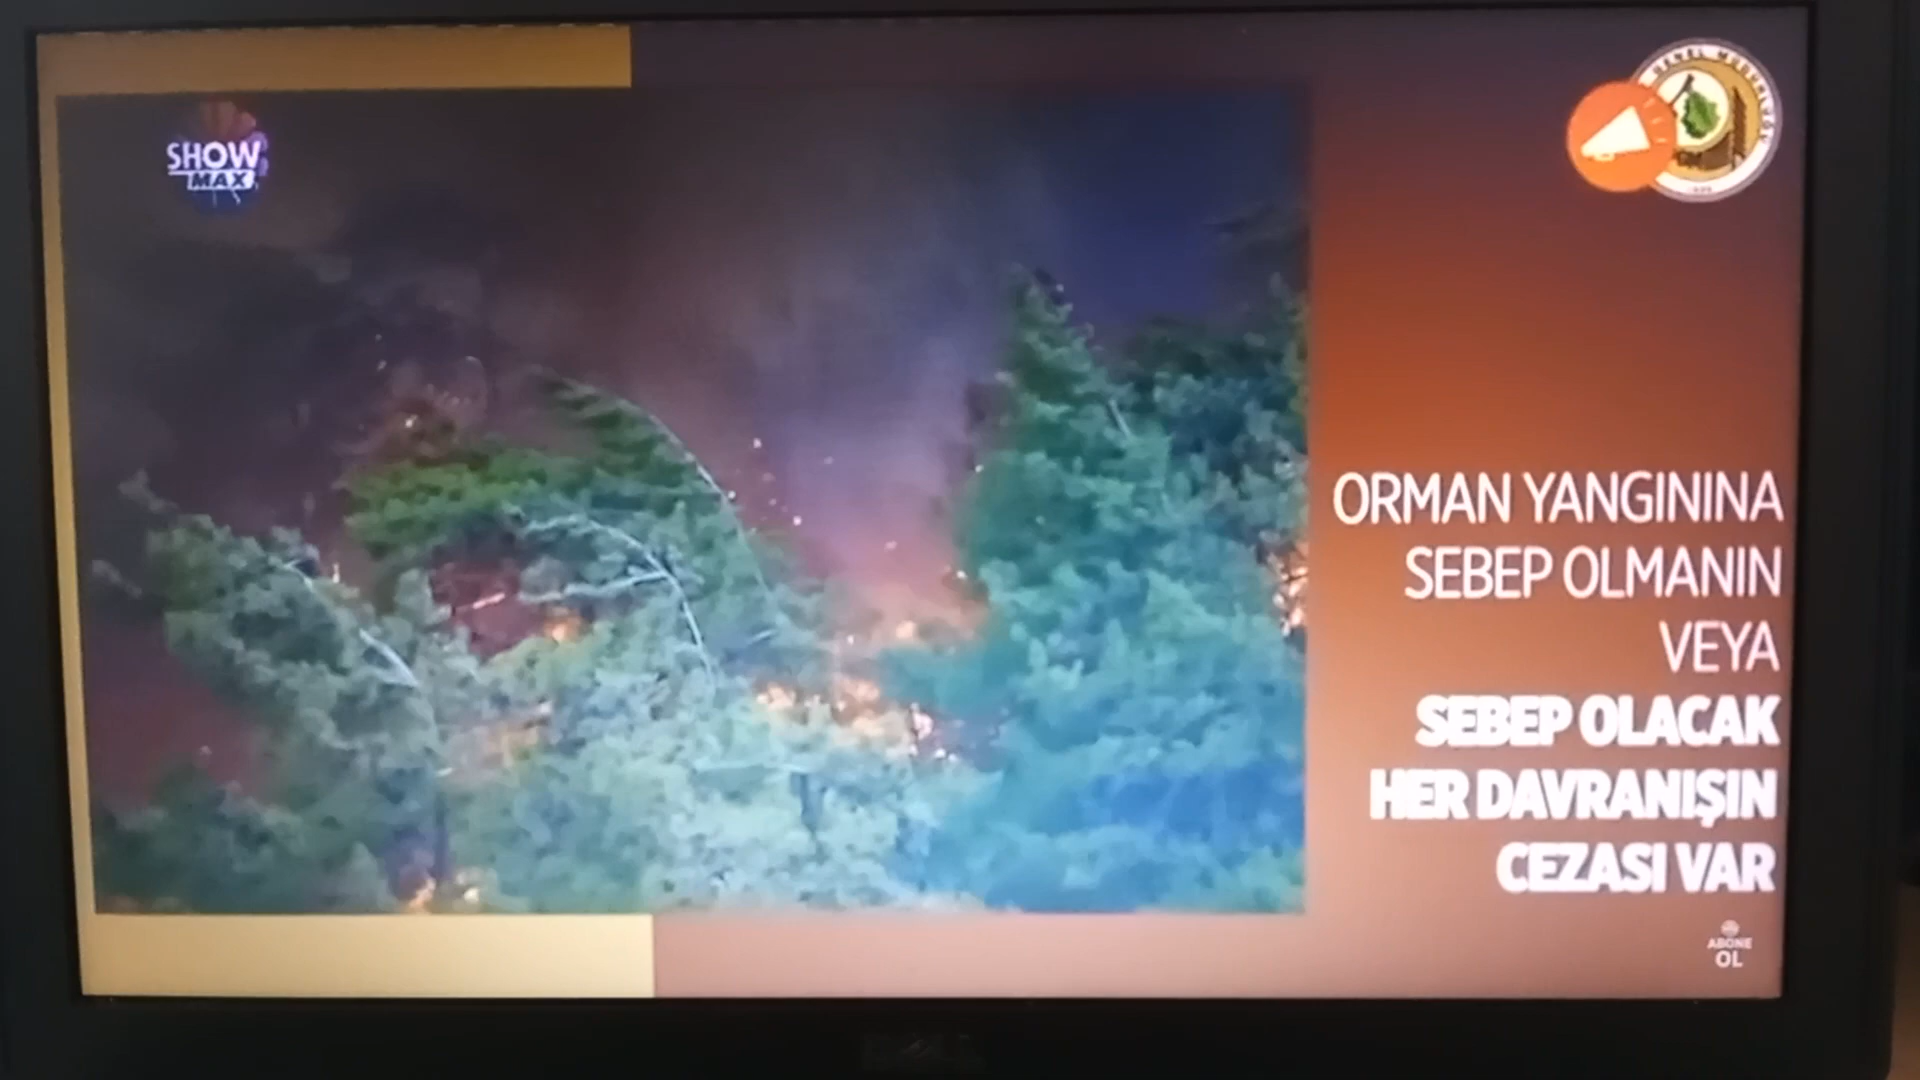 SHOW
MAX
ORMAN YANGININA
SEBEP OLMANIN
VEYA
SEBEP OLACAK
HER DAVRANIŞIN
CEZASI VAR
ABONE
OL